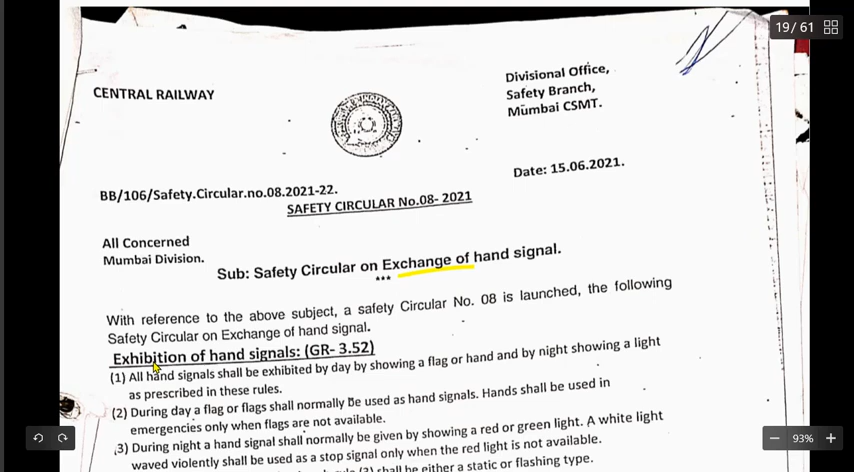 19 / 61
CENTRAL RAILWAY
Divisional Office,
Safety Branch,
Mumbai CSMT.
Date: 15.06.2021.
BB/106/Safety.Circular.no.08.2021-22.
SAFETY CIRCULAR No.08- 2021
All Concerned
Mumbai Division.
Sub: Safety Circular on Exchange of hand signal.
***
With reference to the above subject, a safety Circular No. 08 is launched, the following
Safety Circular on Exchange of hand signal.
Exhibition of hand signals: (GR- 3.52)
(1) All hand signals shall be exhibited by day by showing a flag or hand and by night showing a light
as prescribed in these rules.
(2) During day a flag or flags shall normally be used as hand signals. Hands shall be used in
emergencies only when flags are not available.
3) During night a hand signal shall normally be given by showing a red or green light. A white light
waved violently shall be used as a stop signal only when the red light is not available.
(3) shall be either a static or flashing type.
93%